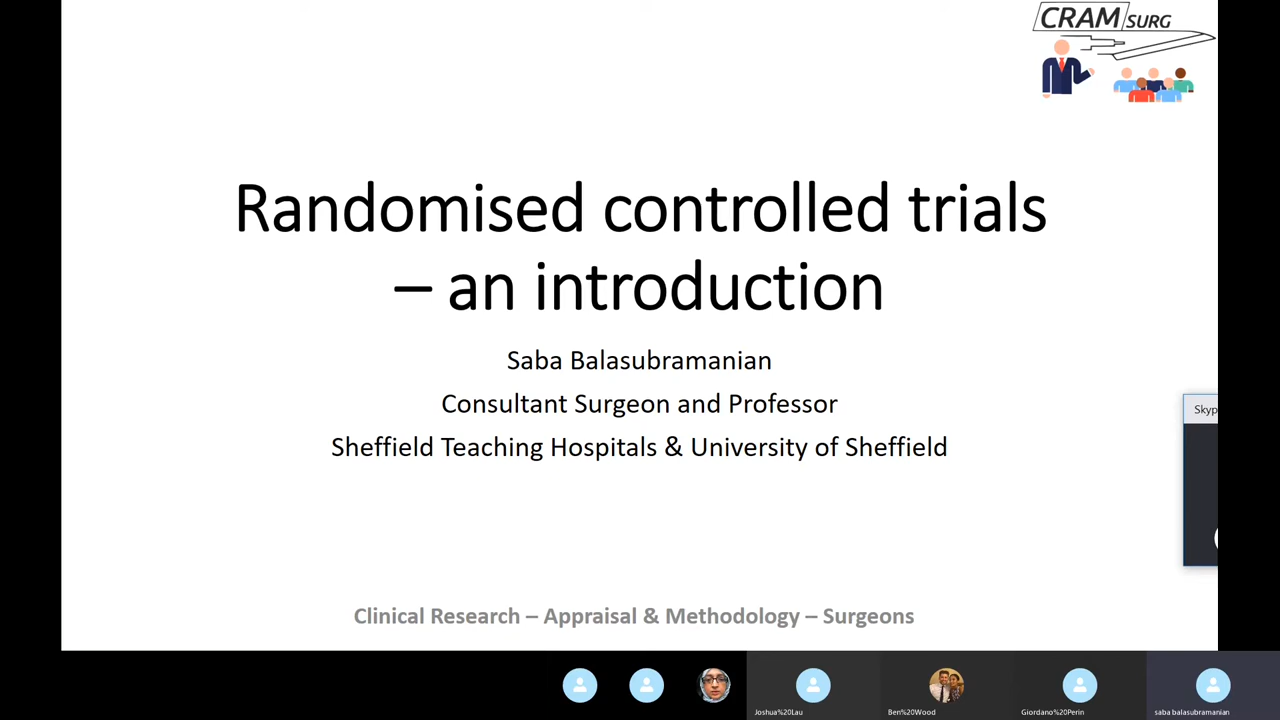 CRAM SURG
Randomised controlled trials
– an introduction
Saba Balasubramanian
Consultant Surgeon and Professor
Sheffield Teaching Hospitals & University of Sheffield
Skyp
Clinical Research – Appraisal & Methodology – Surgeons
Joshua%20Lau
Ben%20Wood
Giordano%20Perin
saba balasubramanian